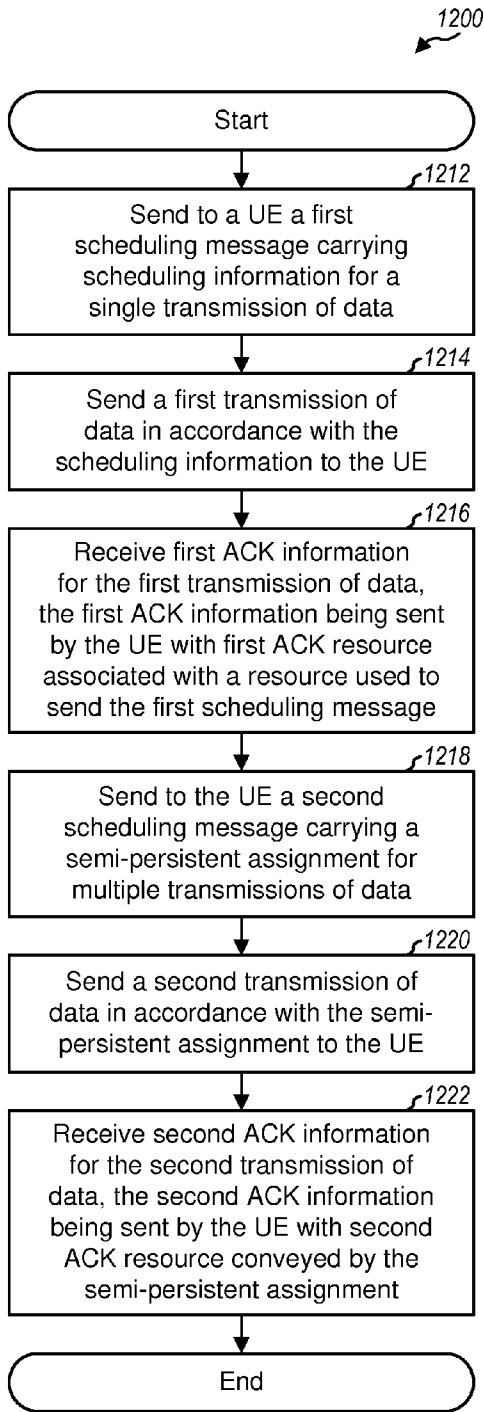 1200
Start
1212
Send to a UE a first
scheduling message carrying
scheduling information for a
single transmission of data
1214
Send a first transmission of
data in accordance with the
scheduling information to the UE
1216
Receive first ACK information
for the first transmission of data,
the first ACK information being sent
by the UE with first ACK resource
associated with a resource used to
send the first scheduling message
1218
Send to the UE a second
scheduling message carrying a
semi-persistent assignment for
multiple transmissions of data
1220
Send a second transmission of
data in accordance with the semi-
persistent assignment to the UE
1222
Receive second ACK information
for the second transmission of
data, the second ACK information
being sent by the UE with second
ACK resource conveyed by the
semi-persistent assignment
End